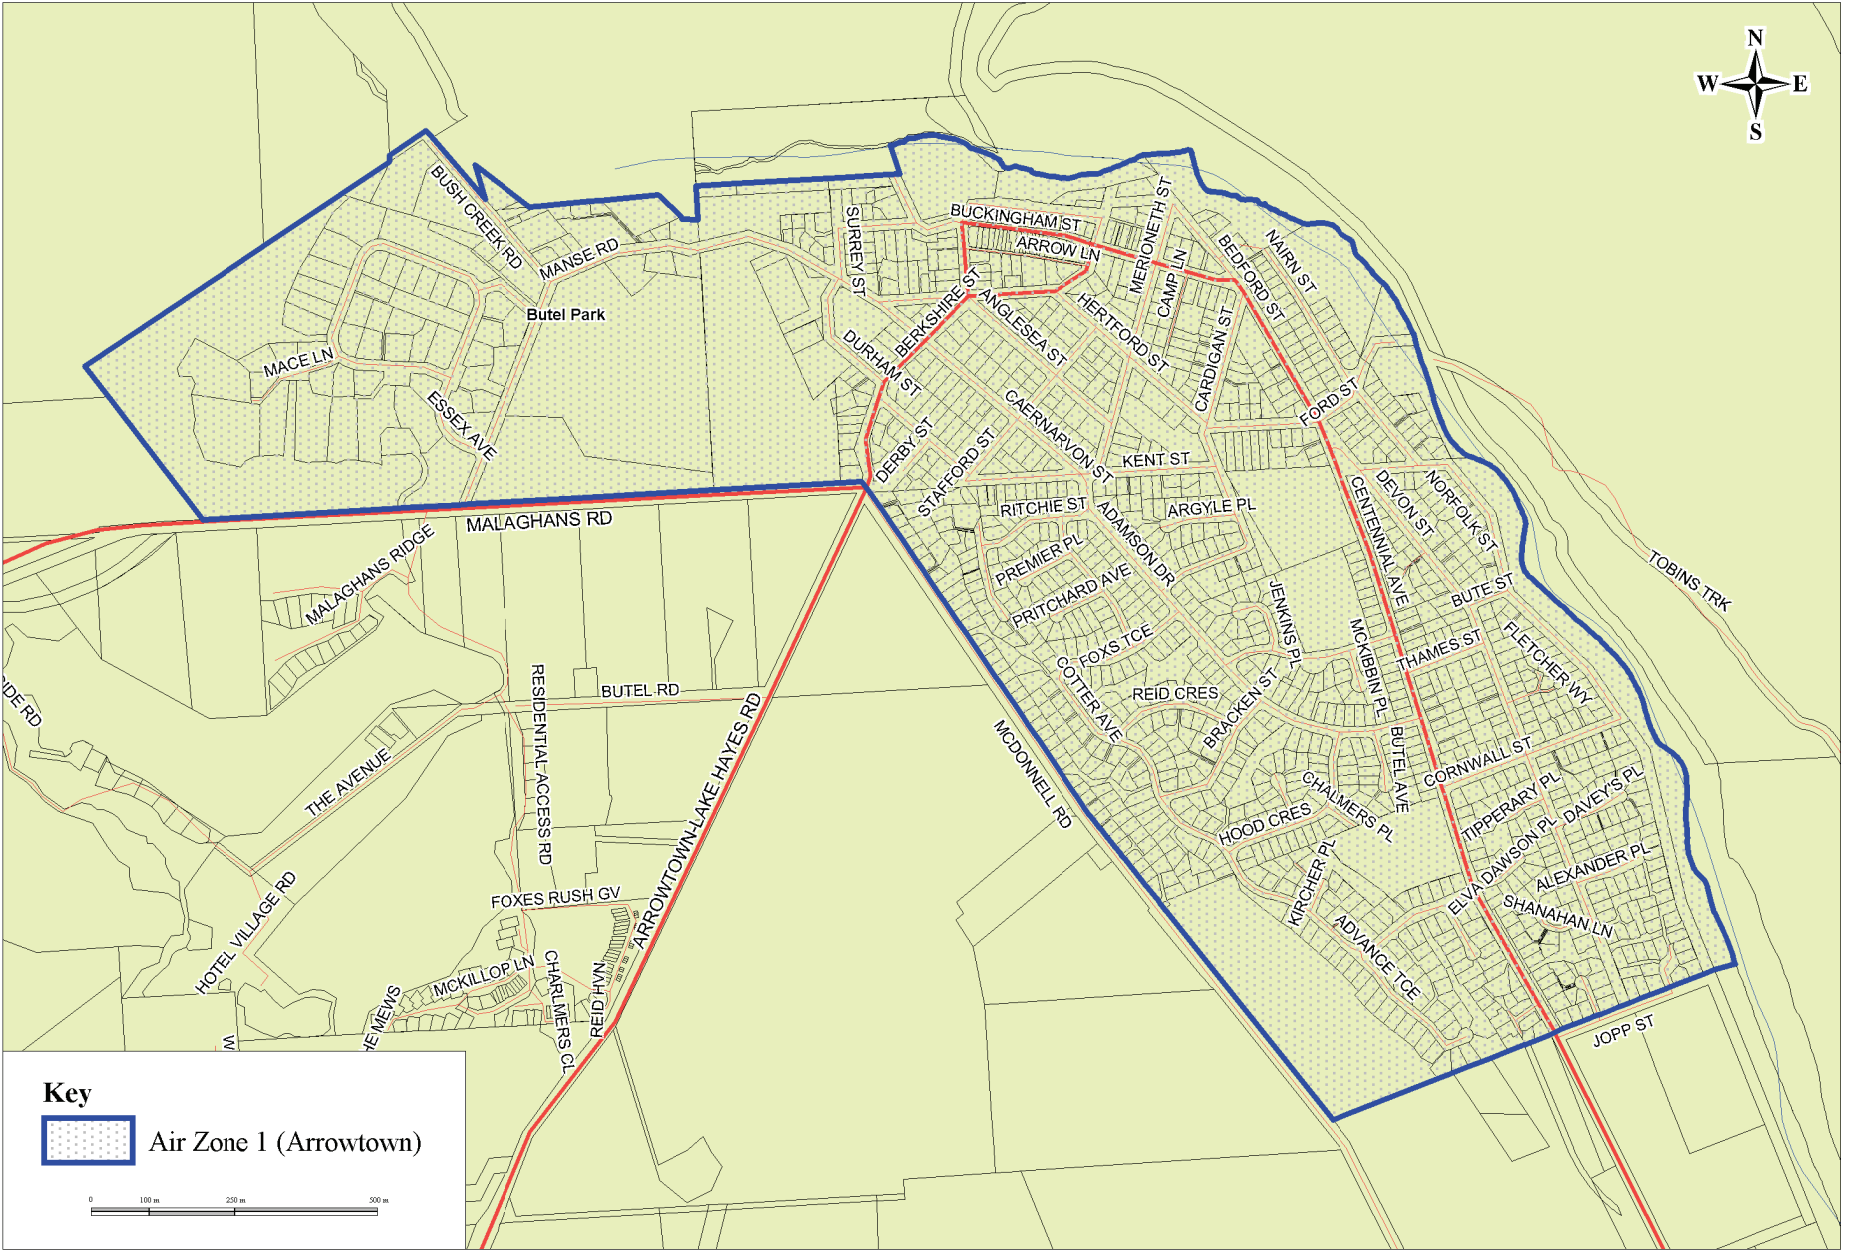 N
W E
S
BUSH CREEK RD
MANSE RD
SURREY ST
BUCKINGHAM ST
ARROW LN
MERIONETH ST
CAMP LN
BEDFORD ST
NAIRN ST
Butel Park
BERKSHIRE ST
ANGLESEA ST
HERTFORD ST
CARDIGAN ST
DURHAM ST
MACE LN
ESSEX AVE
CAERNARVON ST
FORD ST
DERBY ST
STAFFORD ST
KENT ST
MALAGHANS RD
RITCHIE ST
ARGYLE PL
ADAMSON DR
CENTENNIAL AVE
DEVON ST
NORFOLK ST
MALAGHANS RIDGE
PREMIER PL
PRITCHARD AVE
JENKINS PL
BUTE ST
TOBINS TRK
FOXS TCE
COTTER AVE
MCKIBBIN PL
THAMES ST
FLETCHER WY
IDE RD
RESIDENTIAL ACCESS RD
BUTEL RD
REID CRES
BRACKEN ST
BUTEL AVE
CORNWALL ST
THE AVENUE
ARROWTOWN-LAKE HAYES RD
MCDONNELL RD
CHALMERS PL
HOOD CRES
TIPPERARY PL
DAVEY'S PL
ELVA DAWSON PL
ALEXANDER PL
KIRCHER PL
SHANAHAN LN
ADVANCE TCE
FOXES RUSH GV
HOTEL VILLAGE RD
MCKILLOP LN
CHARLMERS CL
REID HVN
HE MEWS
W
JOPP ST
Key
Air Zone 1 (Arrowtown)
0 100 m 250 m 500 m